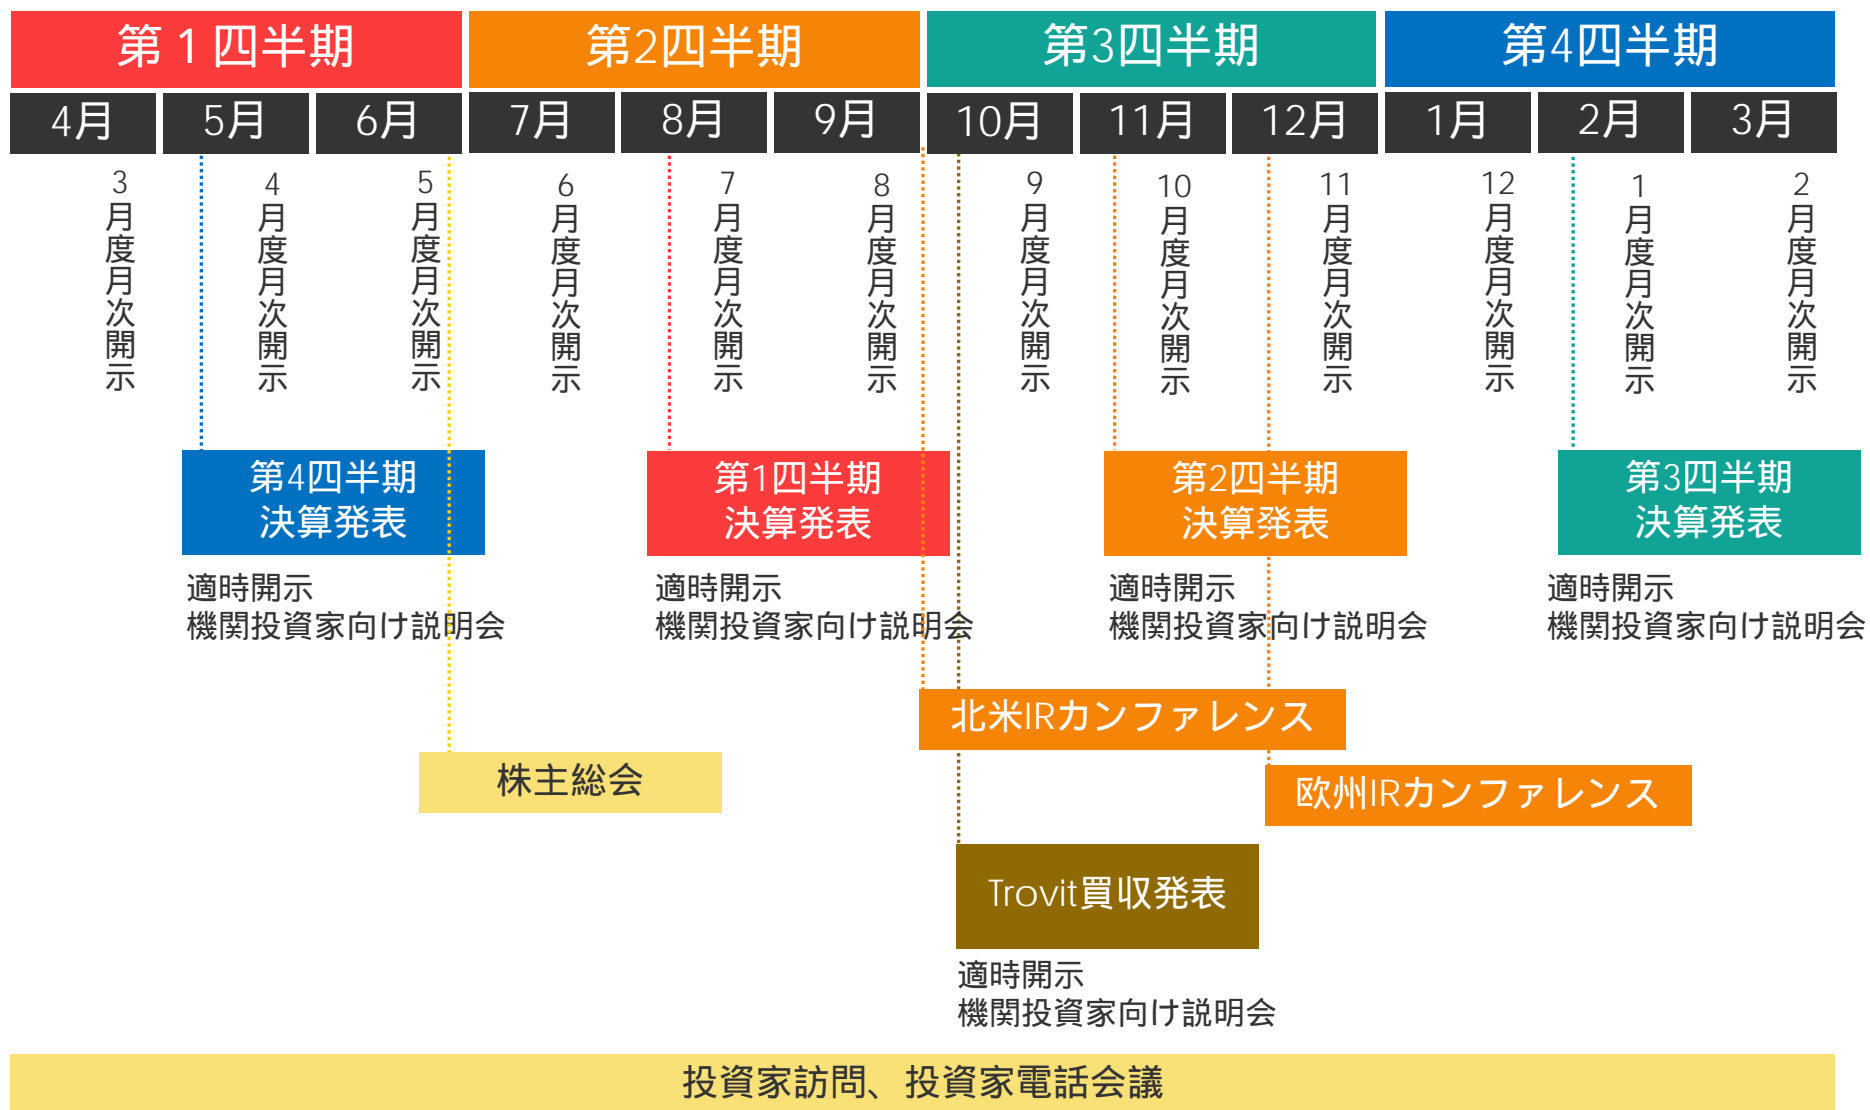 第１四半期
第2四半期
第3四半期
第4四半期
4月
5月
6月
7月
8月
9月
10月
11月
12月
1月
2月
3月
3月度月次開示
4月度月次開示
5月度月次開示
6月度月次開示
7月度月次開示
8月度月次開示
9月度月次開示
10月度月次開示
11月度月次開示
12月度月次開示
1月度月次開示
2月度月次開示
第4四半期
決算発表
適時開示
機関投資家向け説明会
第1四半期
決算発表
適時開示
機関投資家向け説明会
第2四半期
決算発表
適時開示
機関投資家向け説明会
第3四半期
決算発表
適時開示
機関投資家向け説明会
北米IRカンファレンス
株主総会
欧州IRカンファレンス
Trovit買収発表
適時開示
機関投資家向け説明会
投資家訪問、投資家電話会議